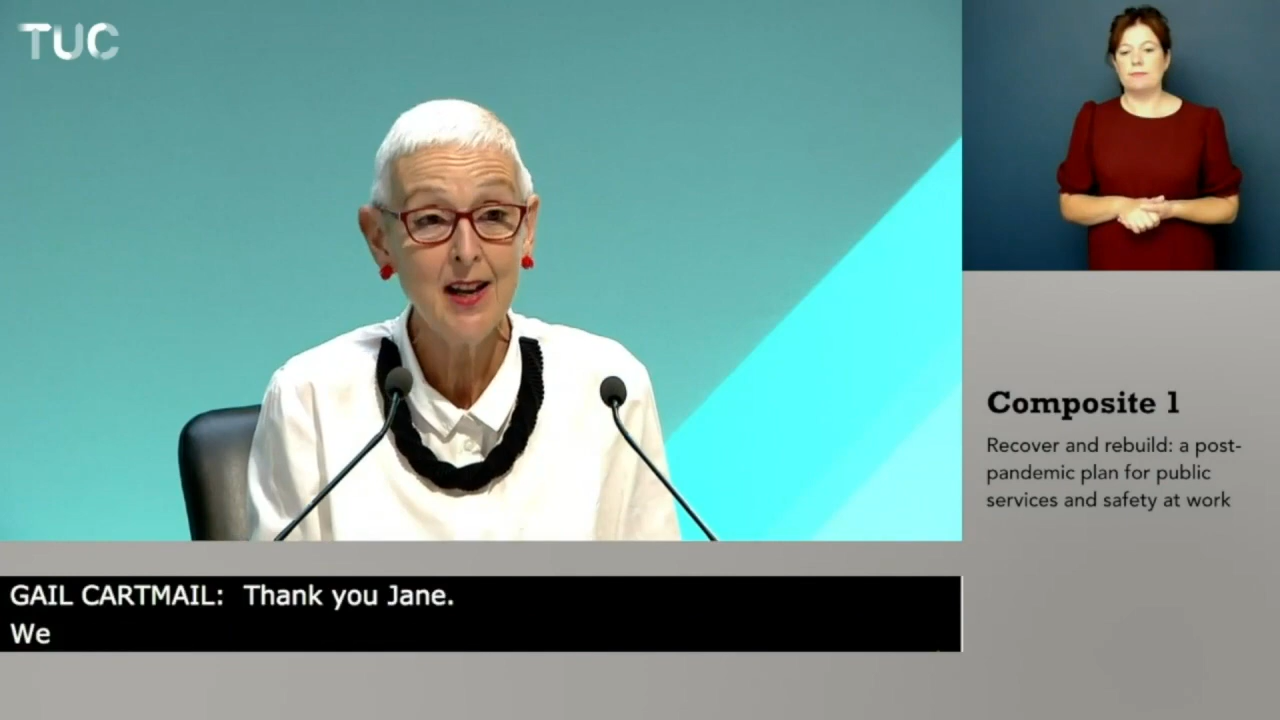 TUC
Composite 1
Recover and rebuild: a post-
pandemic plan for public
services and safety at work
GAIL CARTMAIL:  Thank you Jane.
We